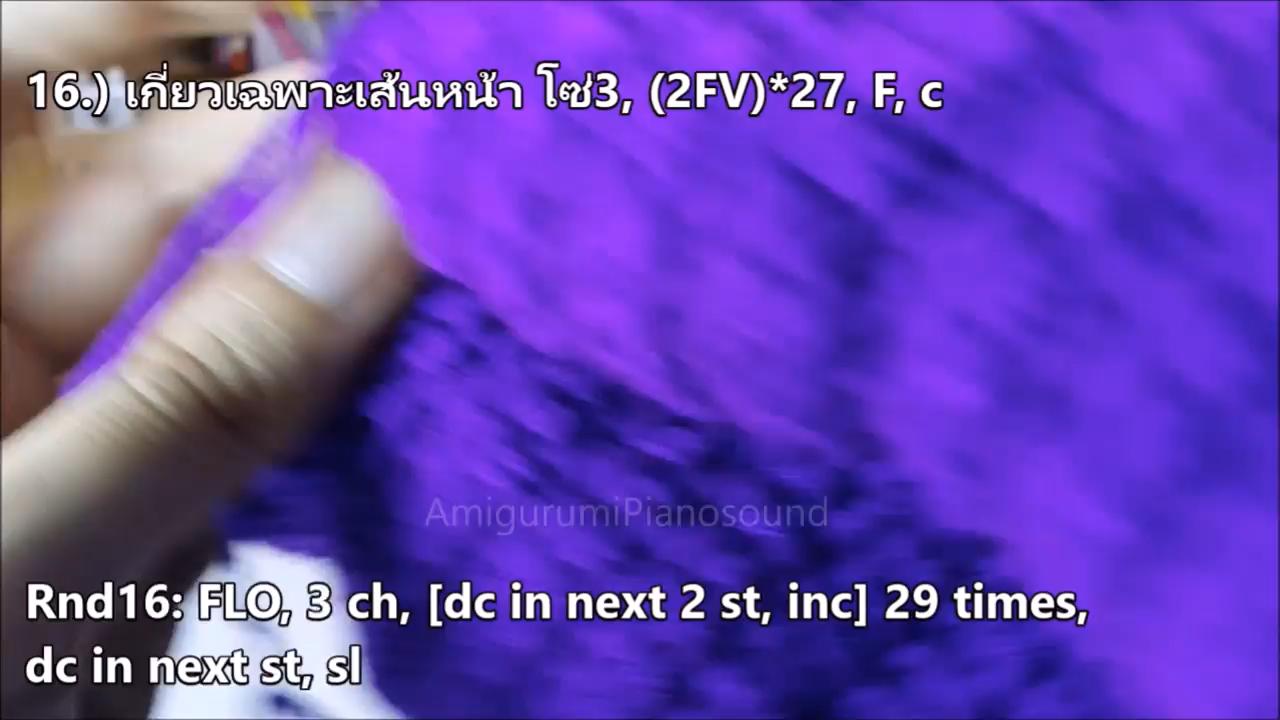 16.) เกี่ยวเฉพาะเส้นหน้า โซ่3, (2FV)*27, F, c
AmigurumiPianosound
Rnd16: FLO, 3 ch, [dc in next 2 st, inc] 29 times,
dc in next st, sl